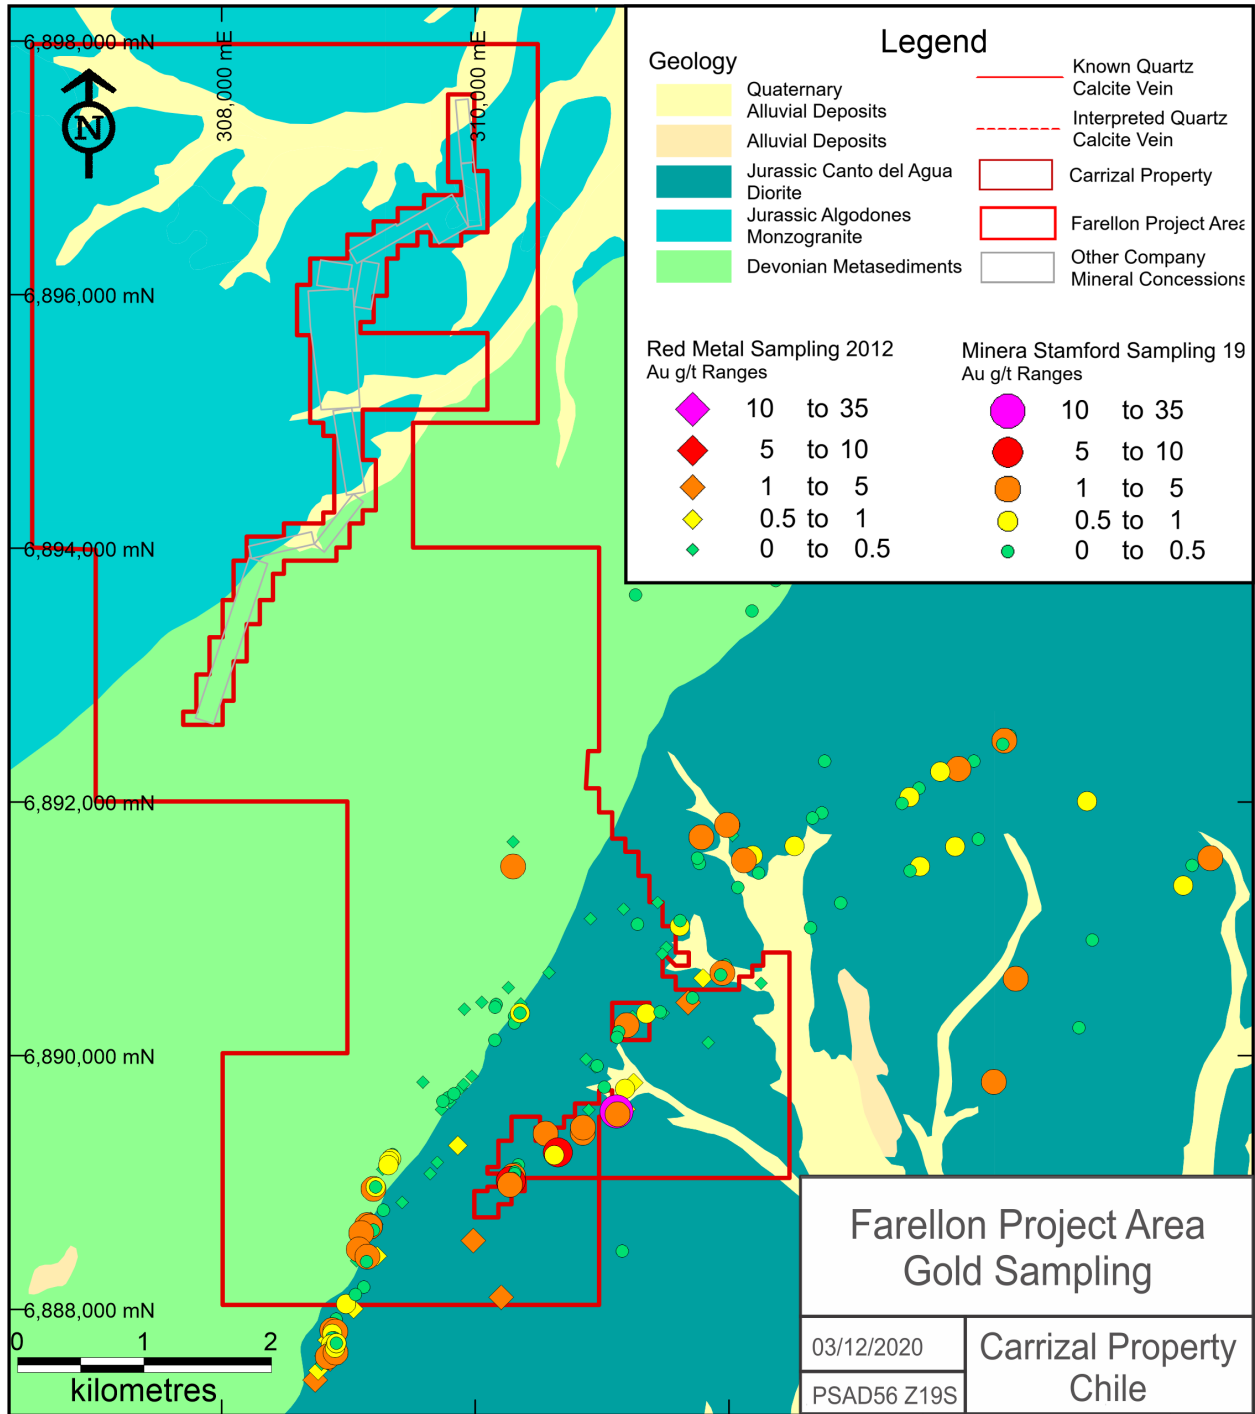 6,898,000 mN
308,000 mE
310,000 mE
N
6,896,000 mN
6,894,000 mN
6,892,000 mN
6,890,000 mN
6,888,000 mN
Legend
Geology
Quaternary
Alluvial Deposits
Alluvial Deposits
Jurassic Canto del Agua
Diorite
Jurassic Algodones
Monzogranite
Devonian Metasediments
Known Quartz
Calcite Vein
Interpreted Quartz
Calcite Vein
Carrizal Property
Farellon Project Area
Other Company
Mineral Concessions
Red Metal Sampling 2012
Au g/t Ranges
10 to 35
5 to 10
1 to 5
0.5 to 1
0 to 0.5
Minera Stamford Sampling 19
Au g/t Ranges
10 to 35
5 to 10
1 to 5
0.5 to 1
0 to 0.5
0 1 2
kilometres
Farellon Project Area
Gold Sampling
03/12/2020
PSAD56 Z19S
Carrizal Property
Chile